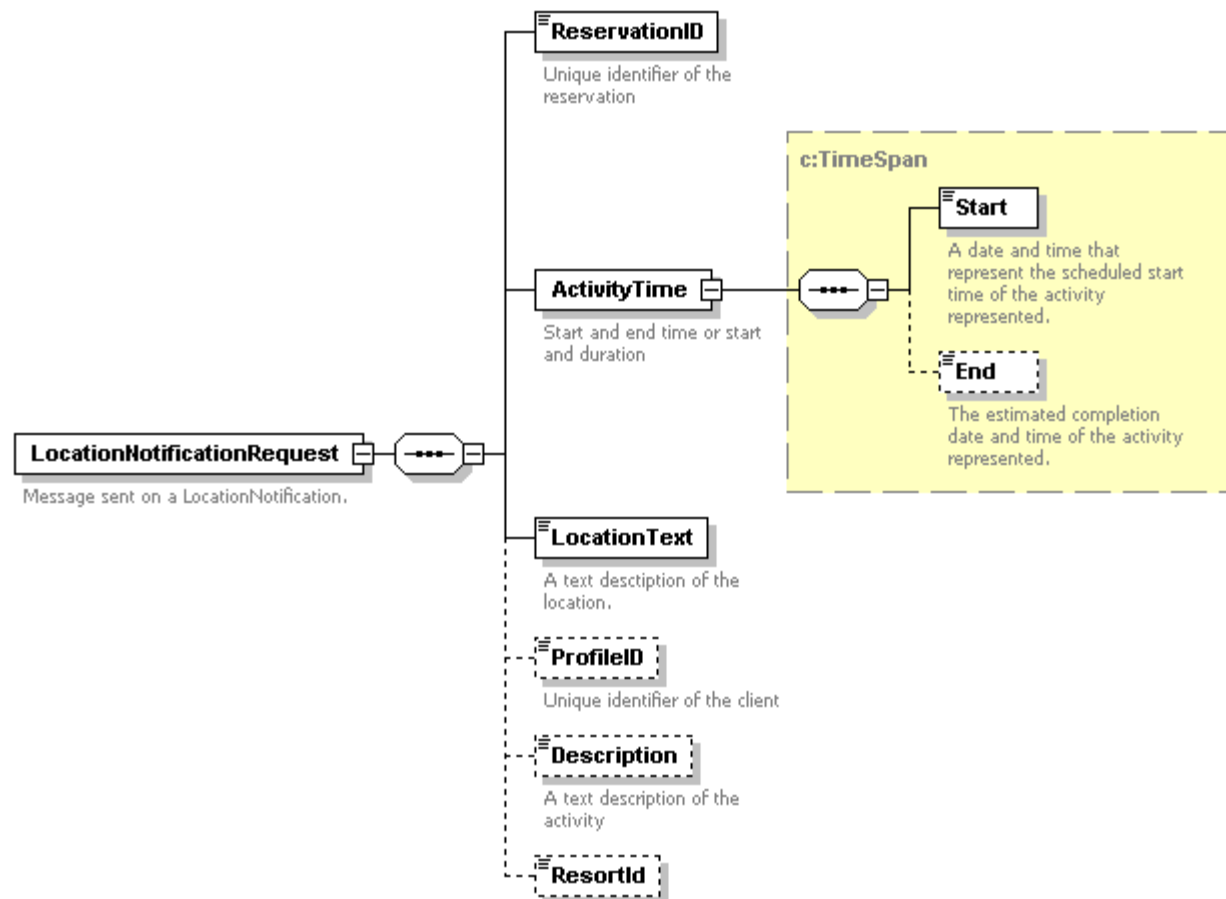 ReservationID
Unique identifier of the
reservation
c:TimeSpan
Start
A date and time that
represent the scheduled start
time of the activity
represented.
ActivityTime
Start and end time or start
and duration
End
The estimated completion
date and time of the activity
represented.
LocationNotificationRequest
Message sent on a LocationNotification.
LocationText
A text desctiption of the
location.
ProfileID
Unique identifier of the client
Description
A text description of the
activity
ResortId